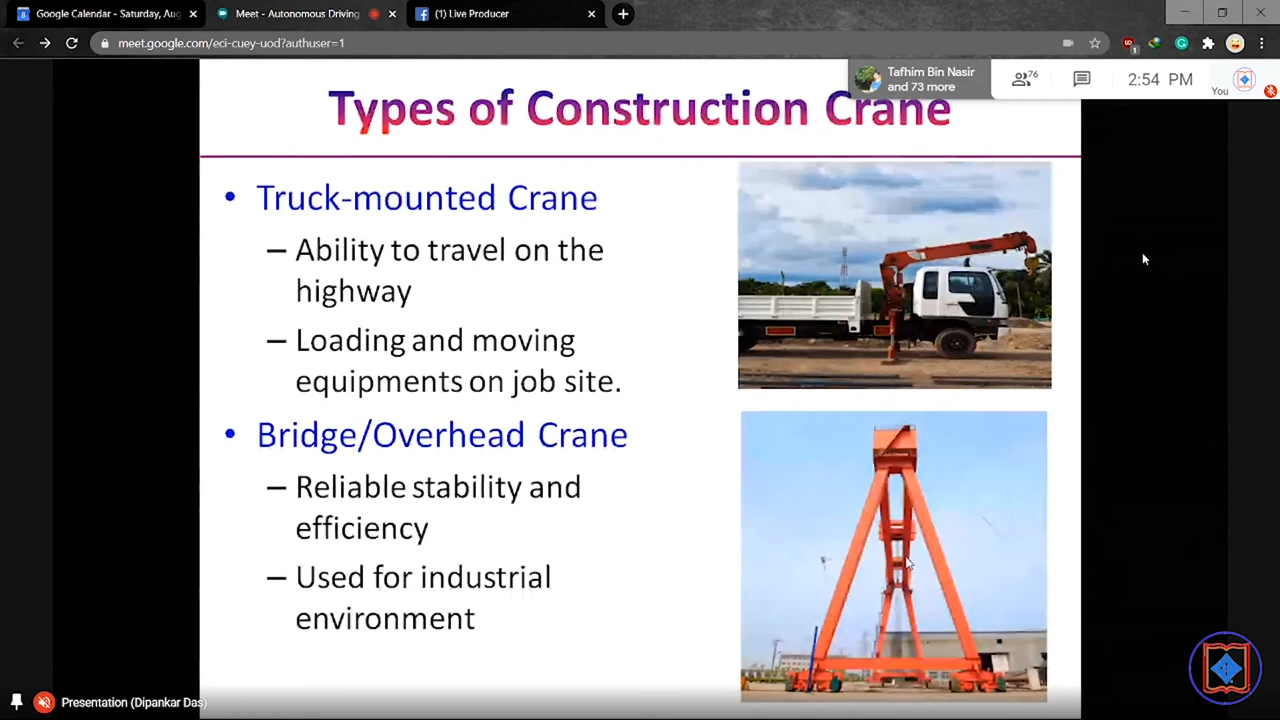 Google Calendar - Saturday, Aug
Meet - Autonomous Driving
(1) Live Producer
meet.google.com/eci-cuey-uod?authuser=1
Tafhim Bin Nasir
and 73 more
76
2:54 PM
You
Types of Construction Crane
• Truck-mounted Crane
– Ability to travel on the
highway
– Loading and moving
equipments on job site.
• Bridge/Overhead Crane
– Reliable stability and
efficiency
– Used for industrial
environment
Presentation (Dipankar Das)